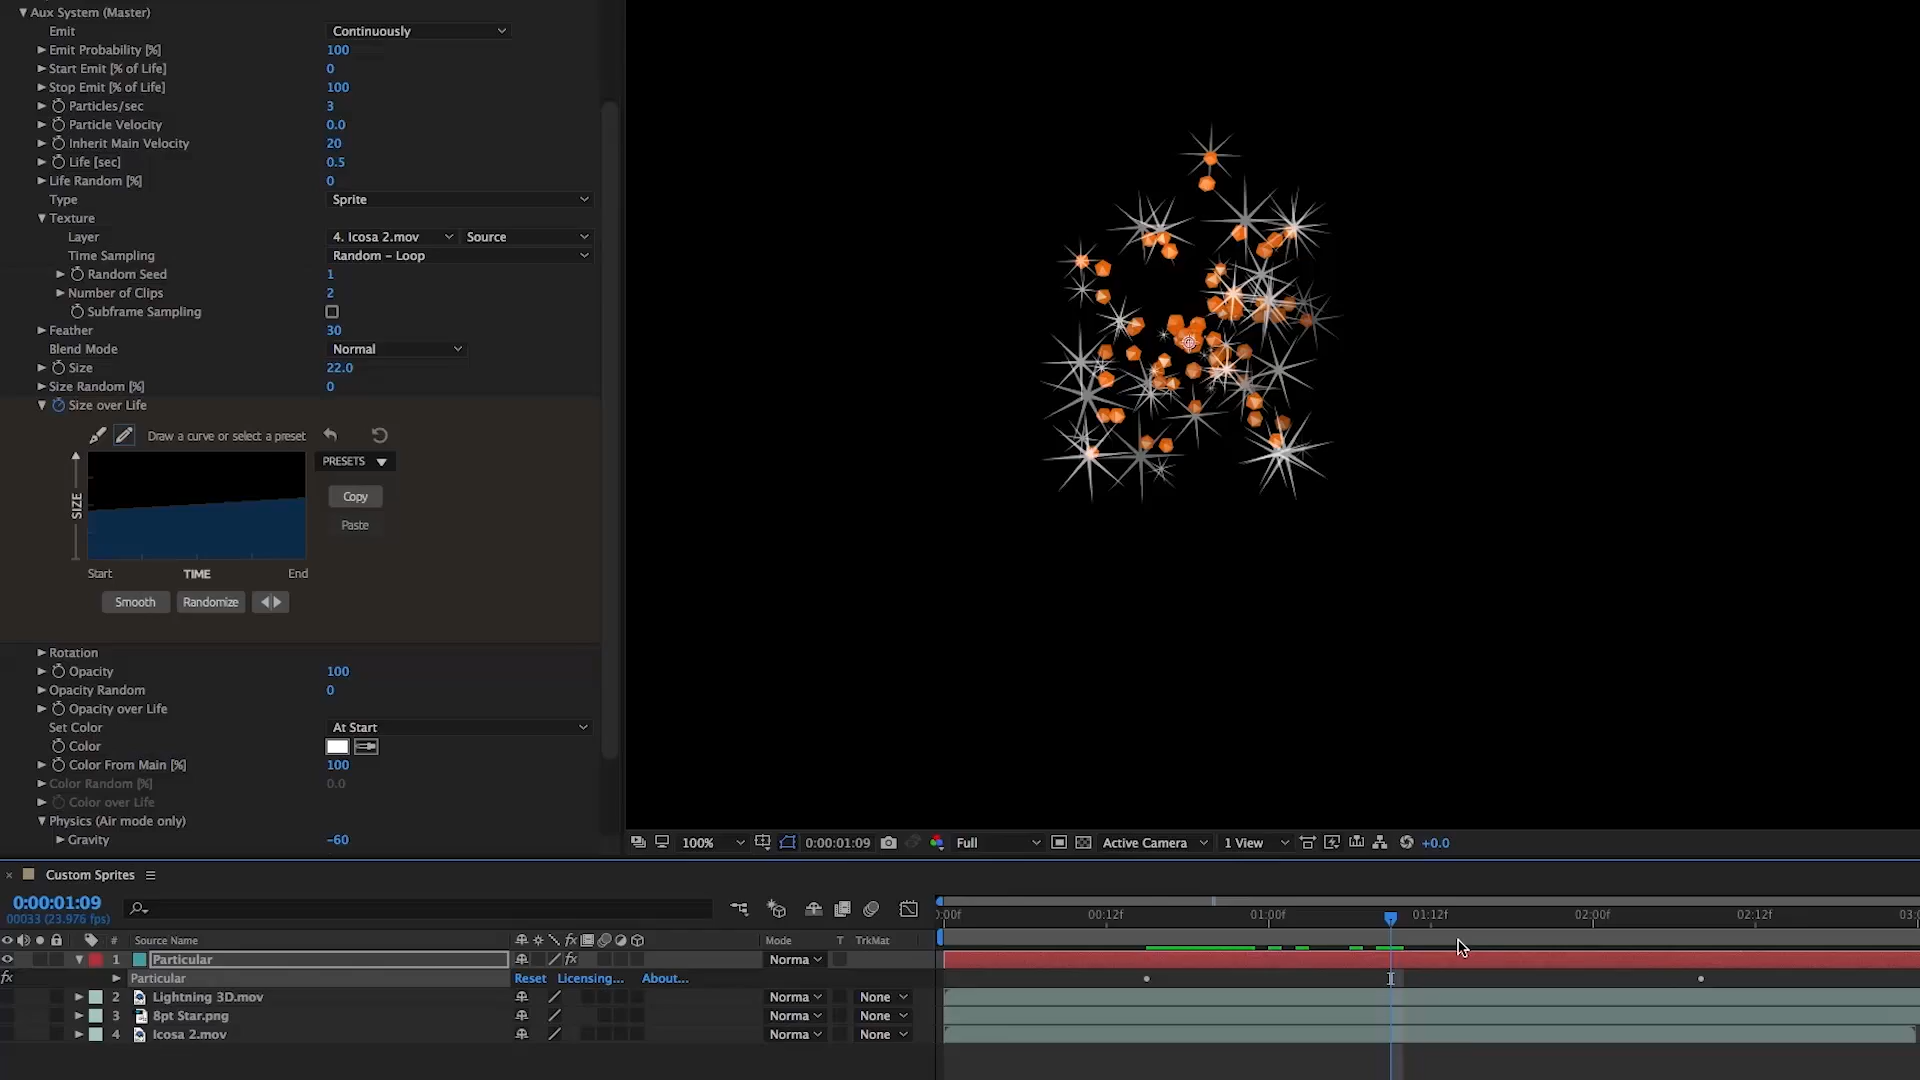 Aux System (Master)
Emit Continuously
Emit Probability [%] 100
Start Emit [% of Life] 0
Stop Emit [% of Life] 100
Particles/sec 3
Particle Velocity 0.0
Inherit Main Velocity 20
Life [sec] 0.5
Life Random [%] 0
Type Sprite
Texture
Layer 4. Icosa 2.mov Source
Time Sampling Random - Loop
Random Seed 1
Number of Clips 2
Subframe Sampling
Feather 30
Blend Mode Normal
Size 22.0
Size Random [%] 0
Size over Life
Draw a curve or select a preset
PRESETS
SIZE
Copy
Paste
Start TIME End
Smooth Randomize
Rotation
Opacity 100
Opacity Random 0
Opacity over Life
Set Color At Start
Color
Color From Main [%] 100
Color Random [%] 0.0
Color over Life
Physics (Air mode only)
Gravity -60
100% 0:00:01:09 Full Active Camera 1 View +0.0
Custom Sprites
0:00:01:09
00033 (23.976 fps)
:00f 00:12f 01:00f 01:12f 02:00f 02:12f 03:0
# Source Name fx Mode T TrkMat
1 Particular fx Norma
fx Particular Reset Licensing... About...
2 Lightning 3D.mov Norma None
3 8pt Star.png Norma None
4 Icosa 2.mov Norma None